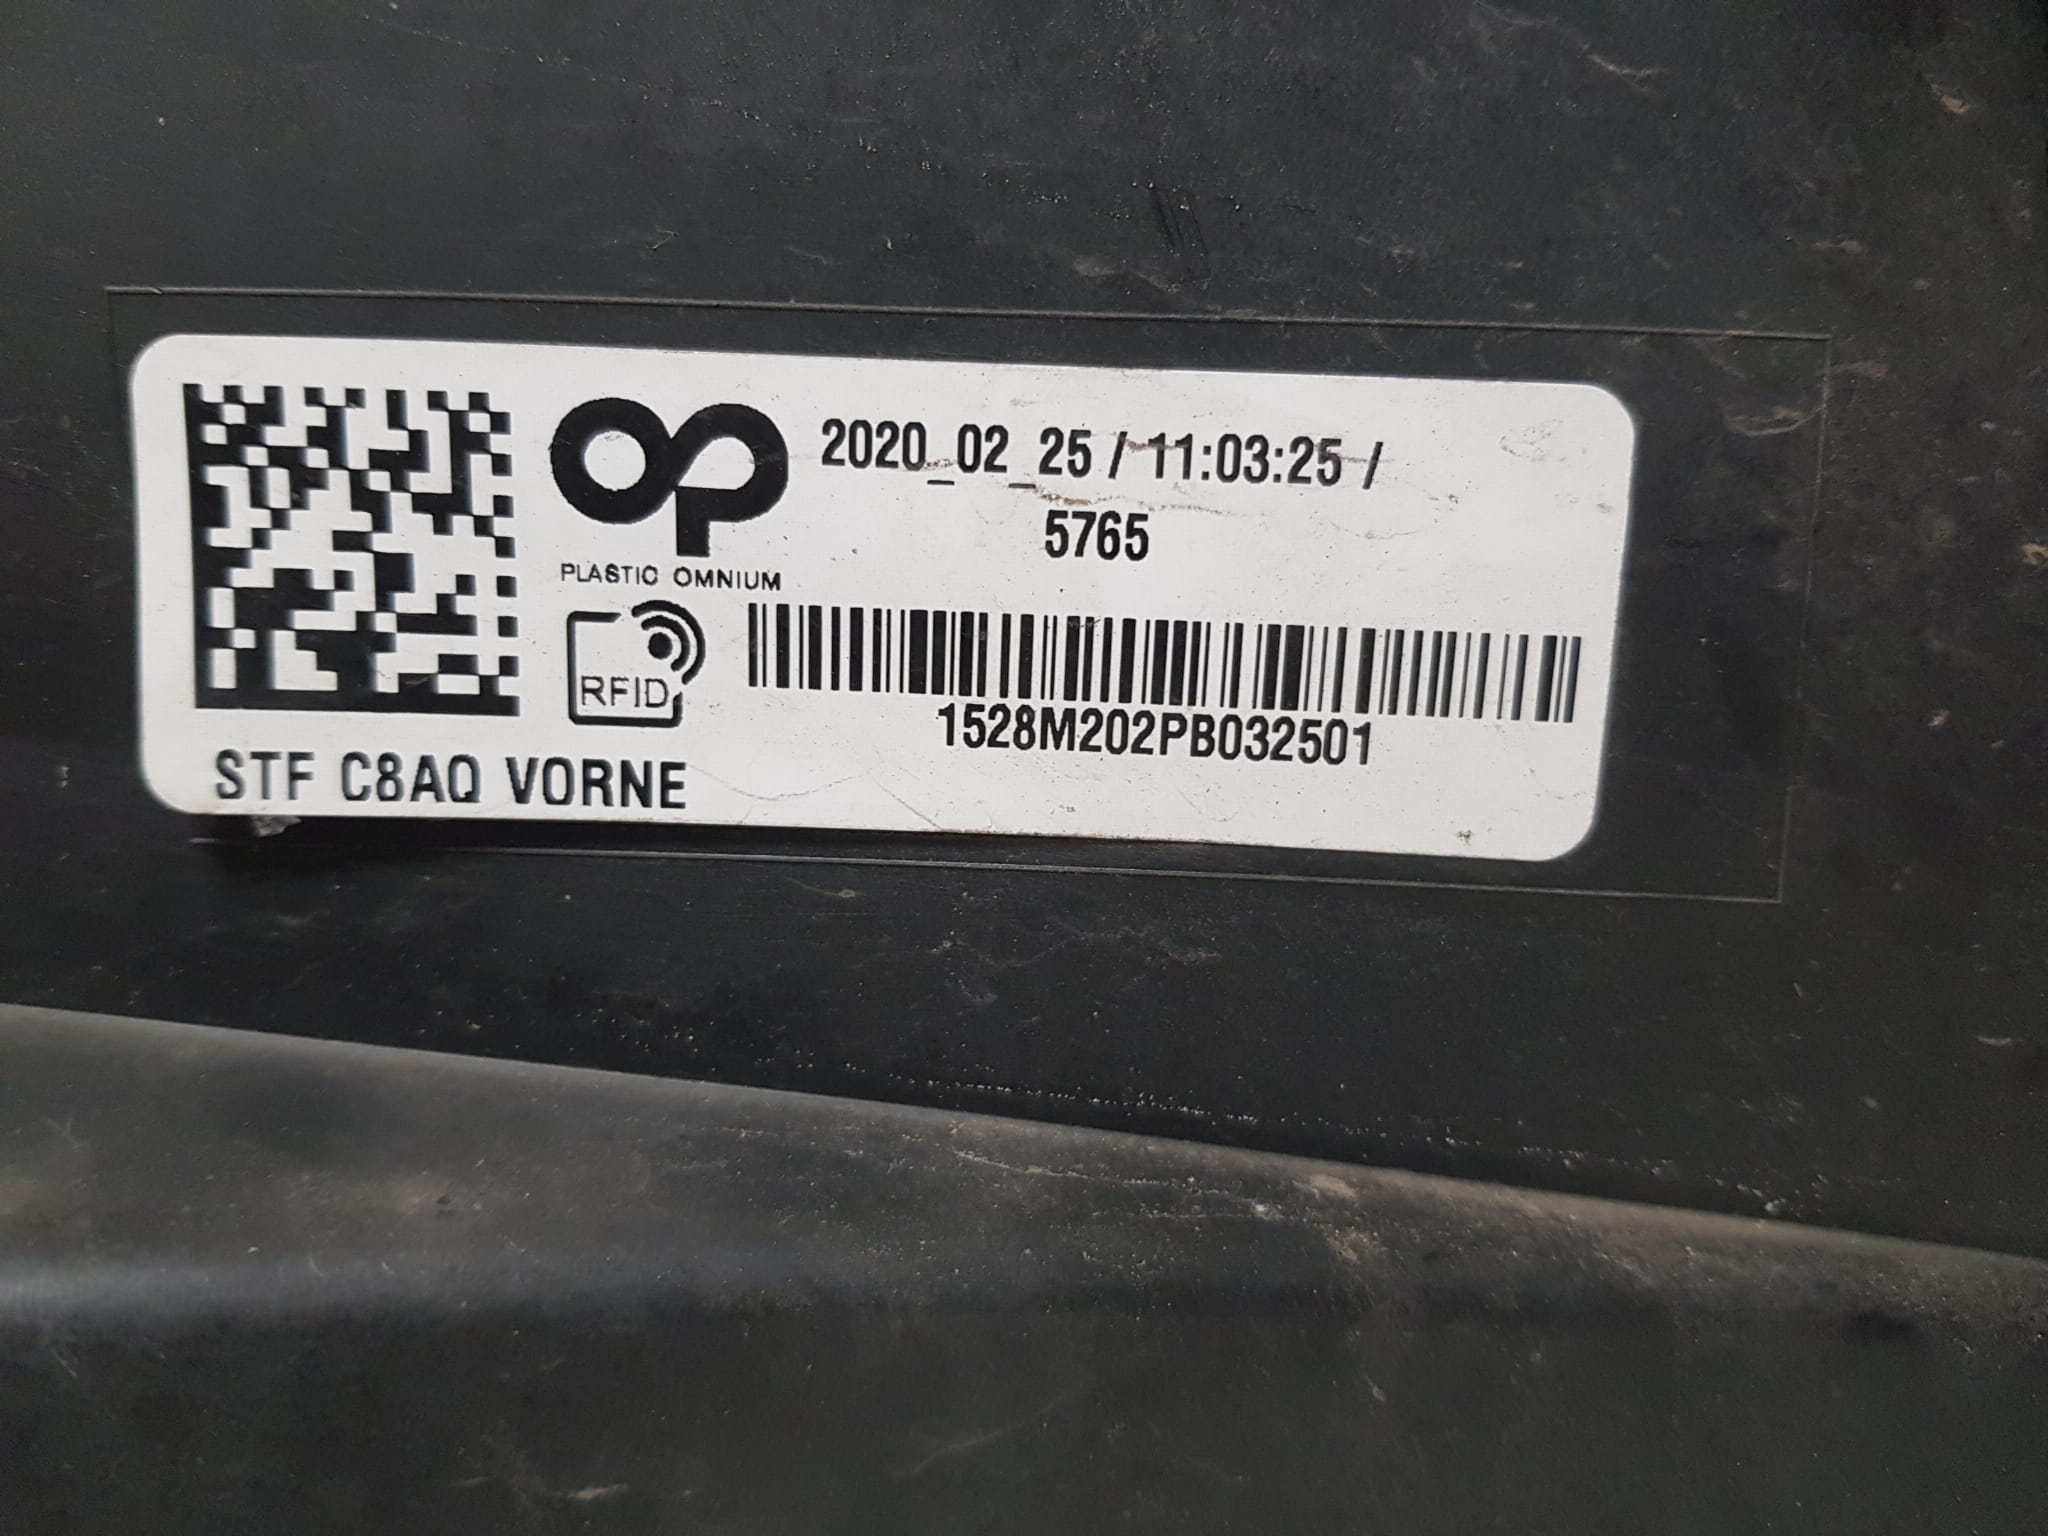 2020_02_25 / 11:03:25 /
5765
PLASTIC OMNIUM
RFID
1528M202PB032501
STF C8AQ VORNE